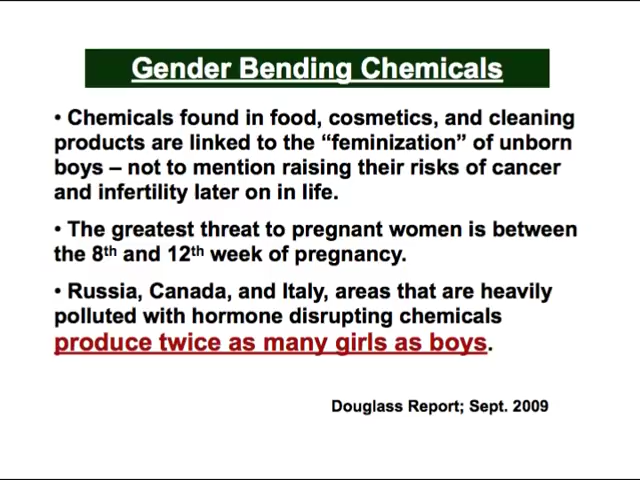 Gender Bending Chemicals
• Chemicals found in food, cosmetics, and cleaning
products are linked to the “feminization” of unborn
boys – not to mention raising their risks of cancer
and infertility later on in life.
• The greatest threat to pregnant women is between
the 8th and 12th week of pregnancy.
• Russia, Canada, and Italy, areas that are heavily
polluted with hormone disrupting chemicals
produce twice as many girls as boys.
Douglass Report; Sept. 2009